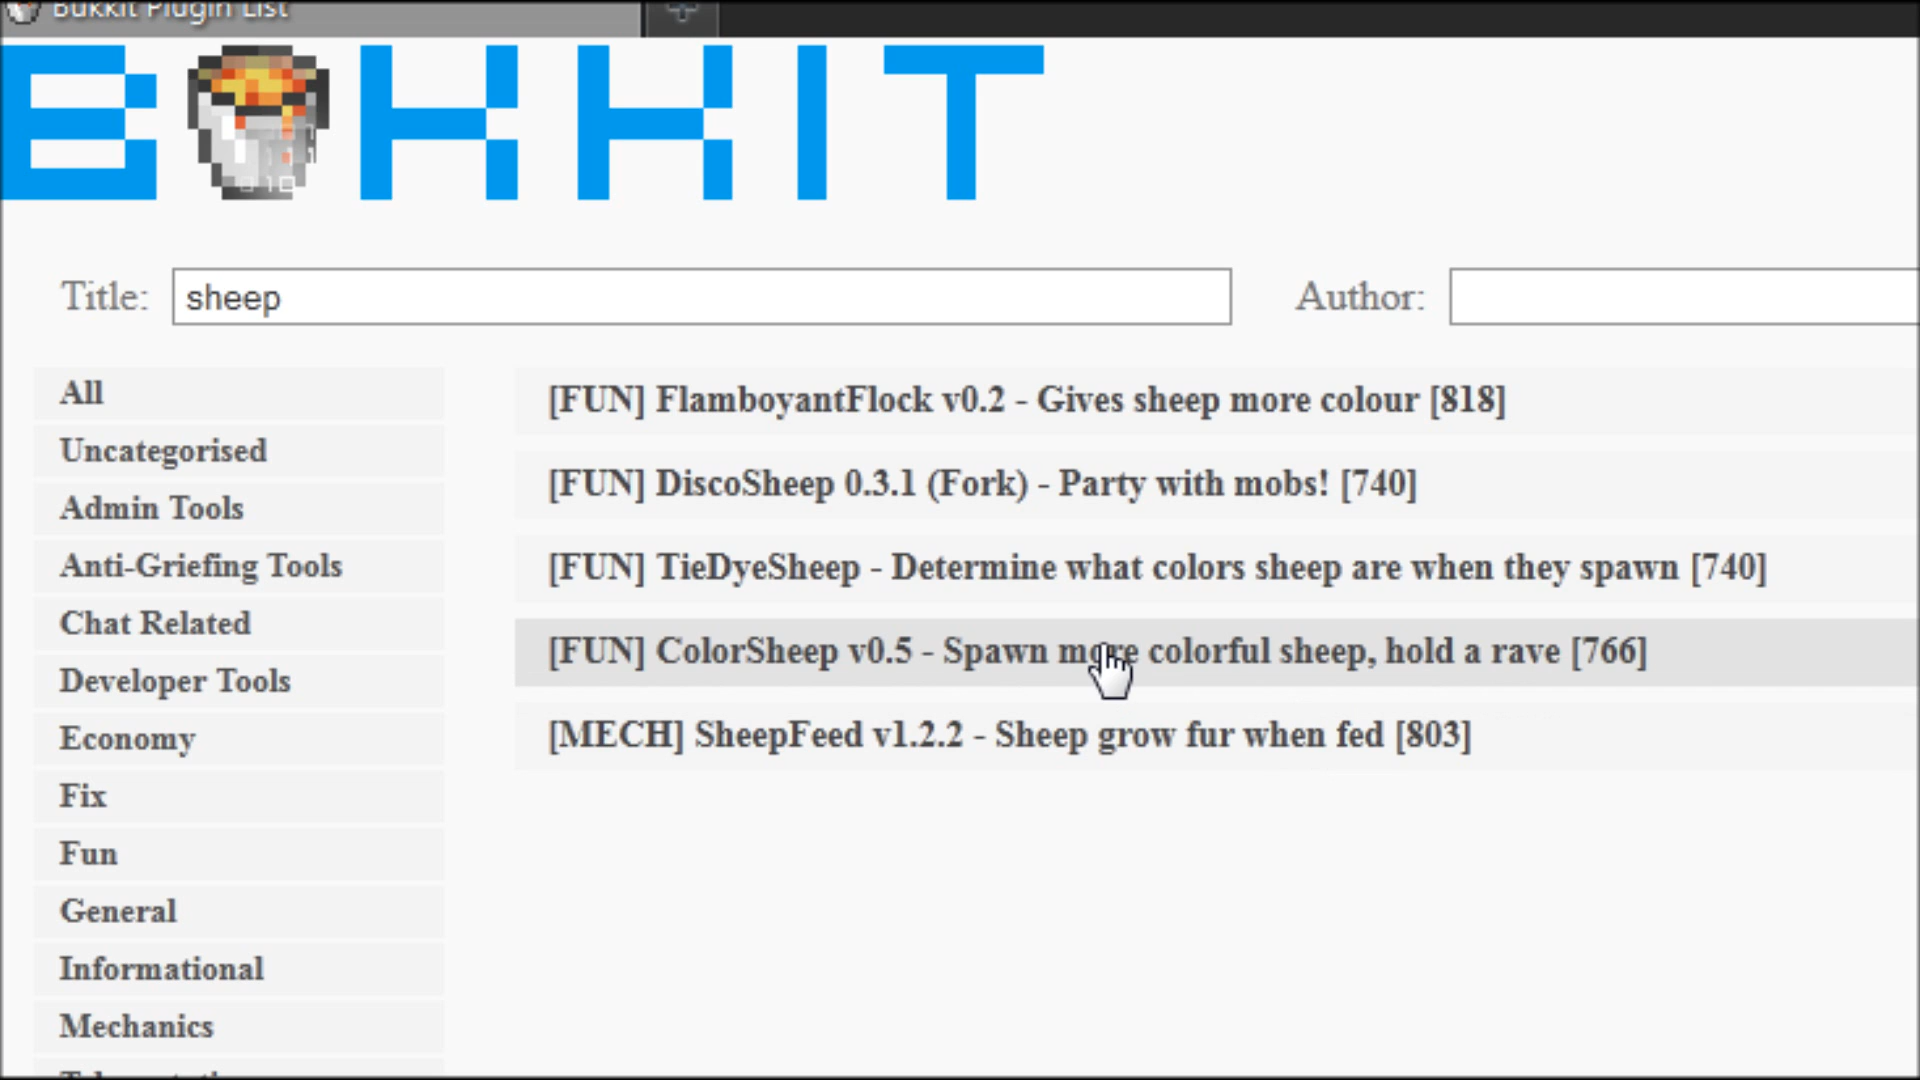 Bukkit Plugin List
B KKIT
Title: sheep Author:
All
Uncategorised
Admin Tools
Anti-Griefing Tools
Chat Related
Developer Tools
Economy
Fix
Fun
General
Informational
Mechanics
[FUN] FlamboyantFlock v0.2 - Gives sheep more colour [818]
[FUN] DiscoSheep 0.3.1 (Fork) - Party with mobs! [740]
[FUN] TieDyeSheep - Determine what colors sheep are when they spawn [740]
[FUN] ColorSheep v0.5 - Spawn more colorful sheep, hold a rave [766]
[MECH] SheepFeed v1.2.2 - Sheep grow fur when fed [803]